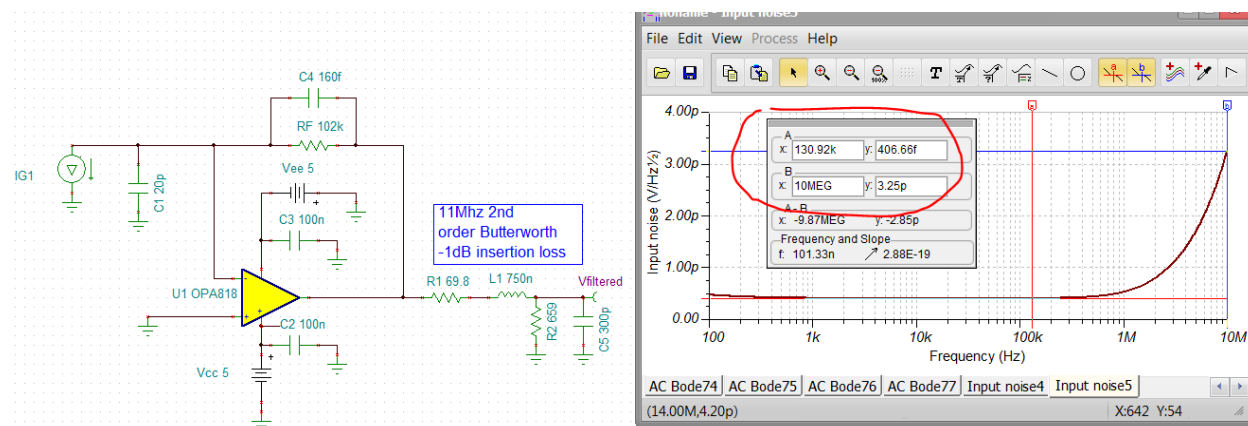 C4 160f
RF 102k
IG1
C1 20p
Vee 5
+
C3 100n
11Mhz 2nd
order Butterworth
-1dB insertion loss
R1 69.8
L1 750n
Vfiltered
U1 OPA818
-
+
+
C2 100n
R2 659
C5 300p
+
Vcc 5
Noname - Input noise5
File Edit View Process Help
100%
T
a
b
Input noise (V/Hz½)
4.00p
3.00p
2.00p
1.00p
0.00
a
b
A
x: 130.92k y: 406.66f
B
x: 10MEG y: 3.25p
A - B
x: -9.87MEG y: -2.85p
Frequency and Slope
f: 101.33n 2.88E-19
100 1k 10k 100k 1M 10M
Frequency (Hz)
AC Bode74 AC Bode75 AC Bode76 AC Bode77 Input noise4 Input noise5
(14.00M,4.20p) X:642 Y:54